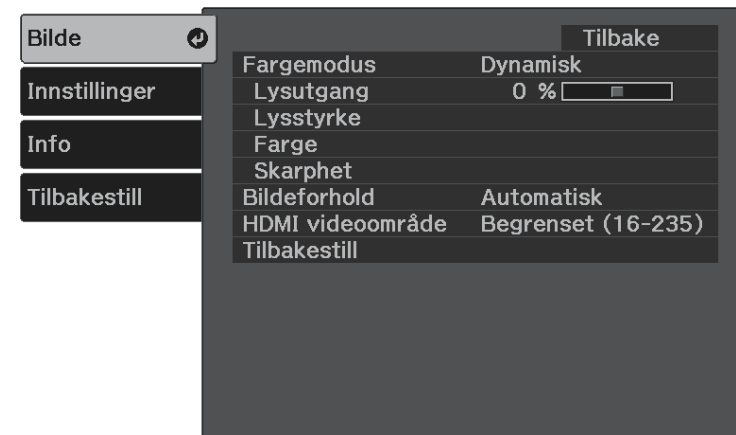 Bilde
Innstillinger
Info
Tilbakestill
Tilbake
Fargemodus Dynamisk
Lysutgang 0 %
Lysstyrke
Farge
Skarphet
Bildeforhold Automatisk
HDMI videoområde Begrenset (16-235)
Tilbakestill